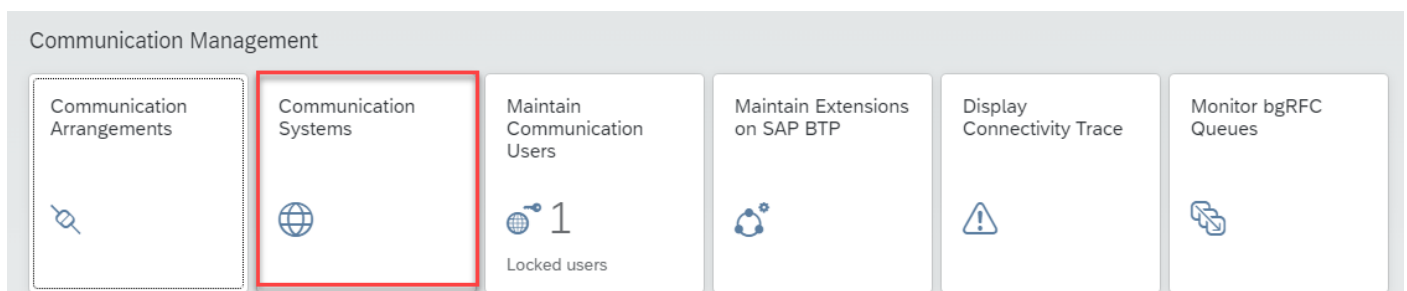 Communication Management
Communication
Arrangements
Communication
Systems
Maintain
Communication
Users
1
Locked users
Maintain Extensions
on SAP BTP
Display
Connectivity Trace
Monitor bgRFC
Queues